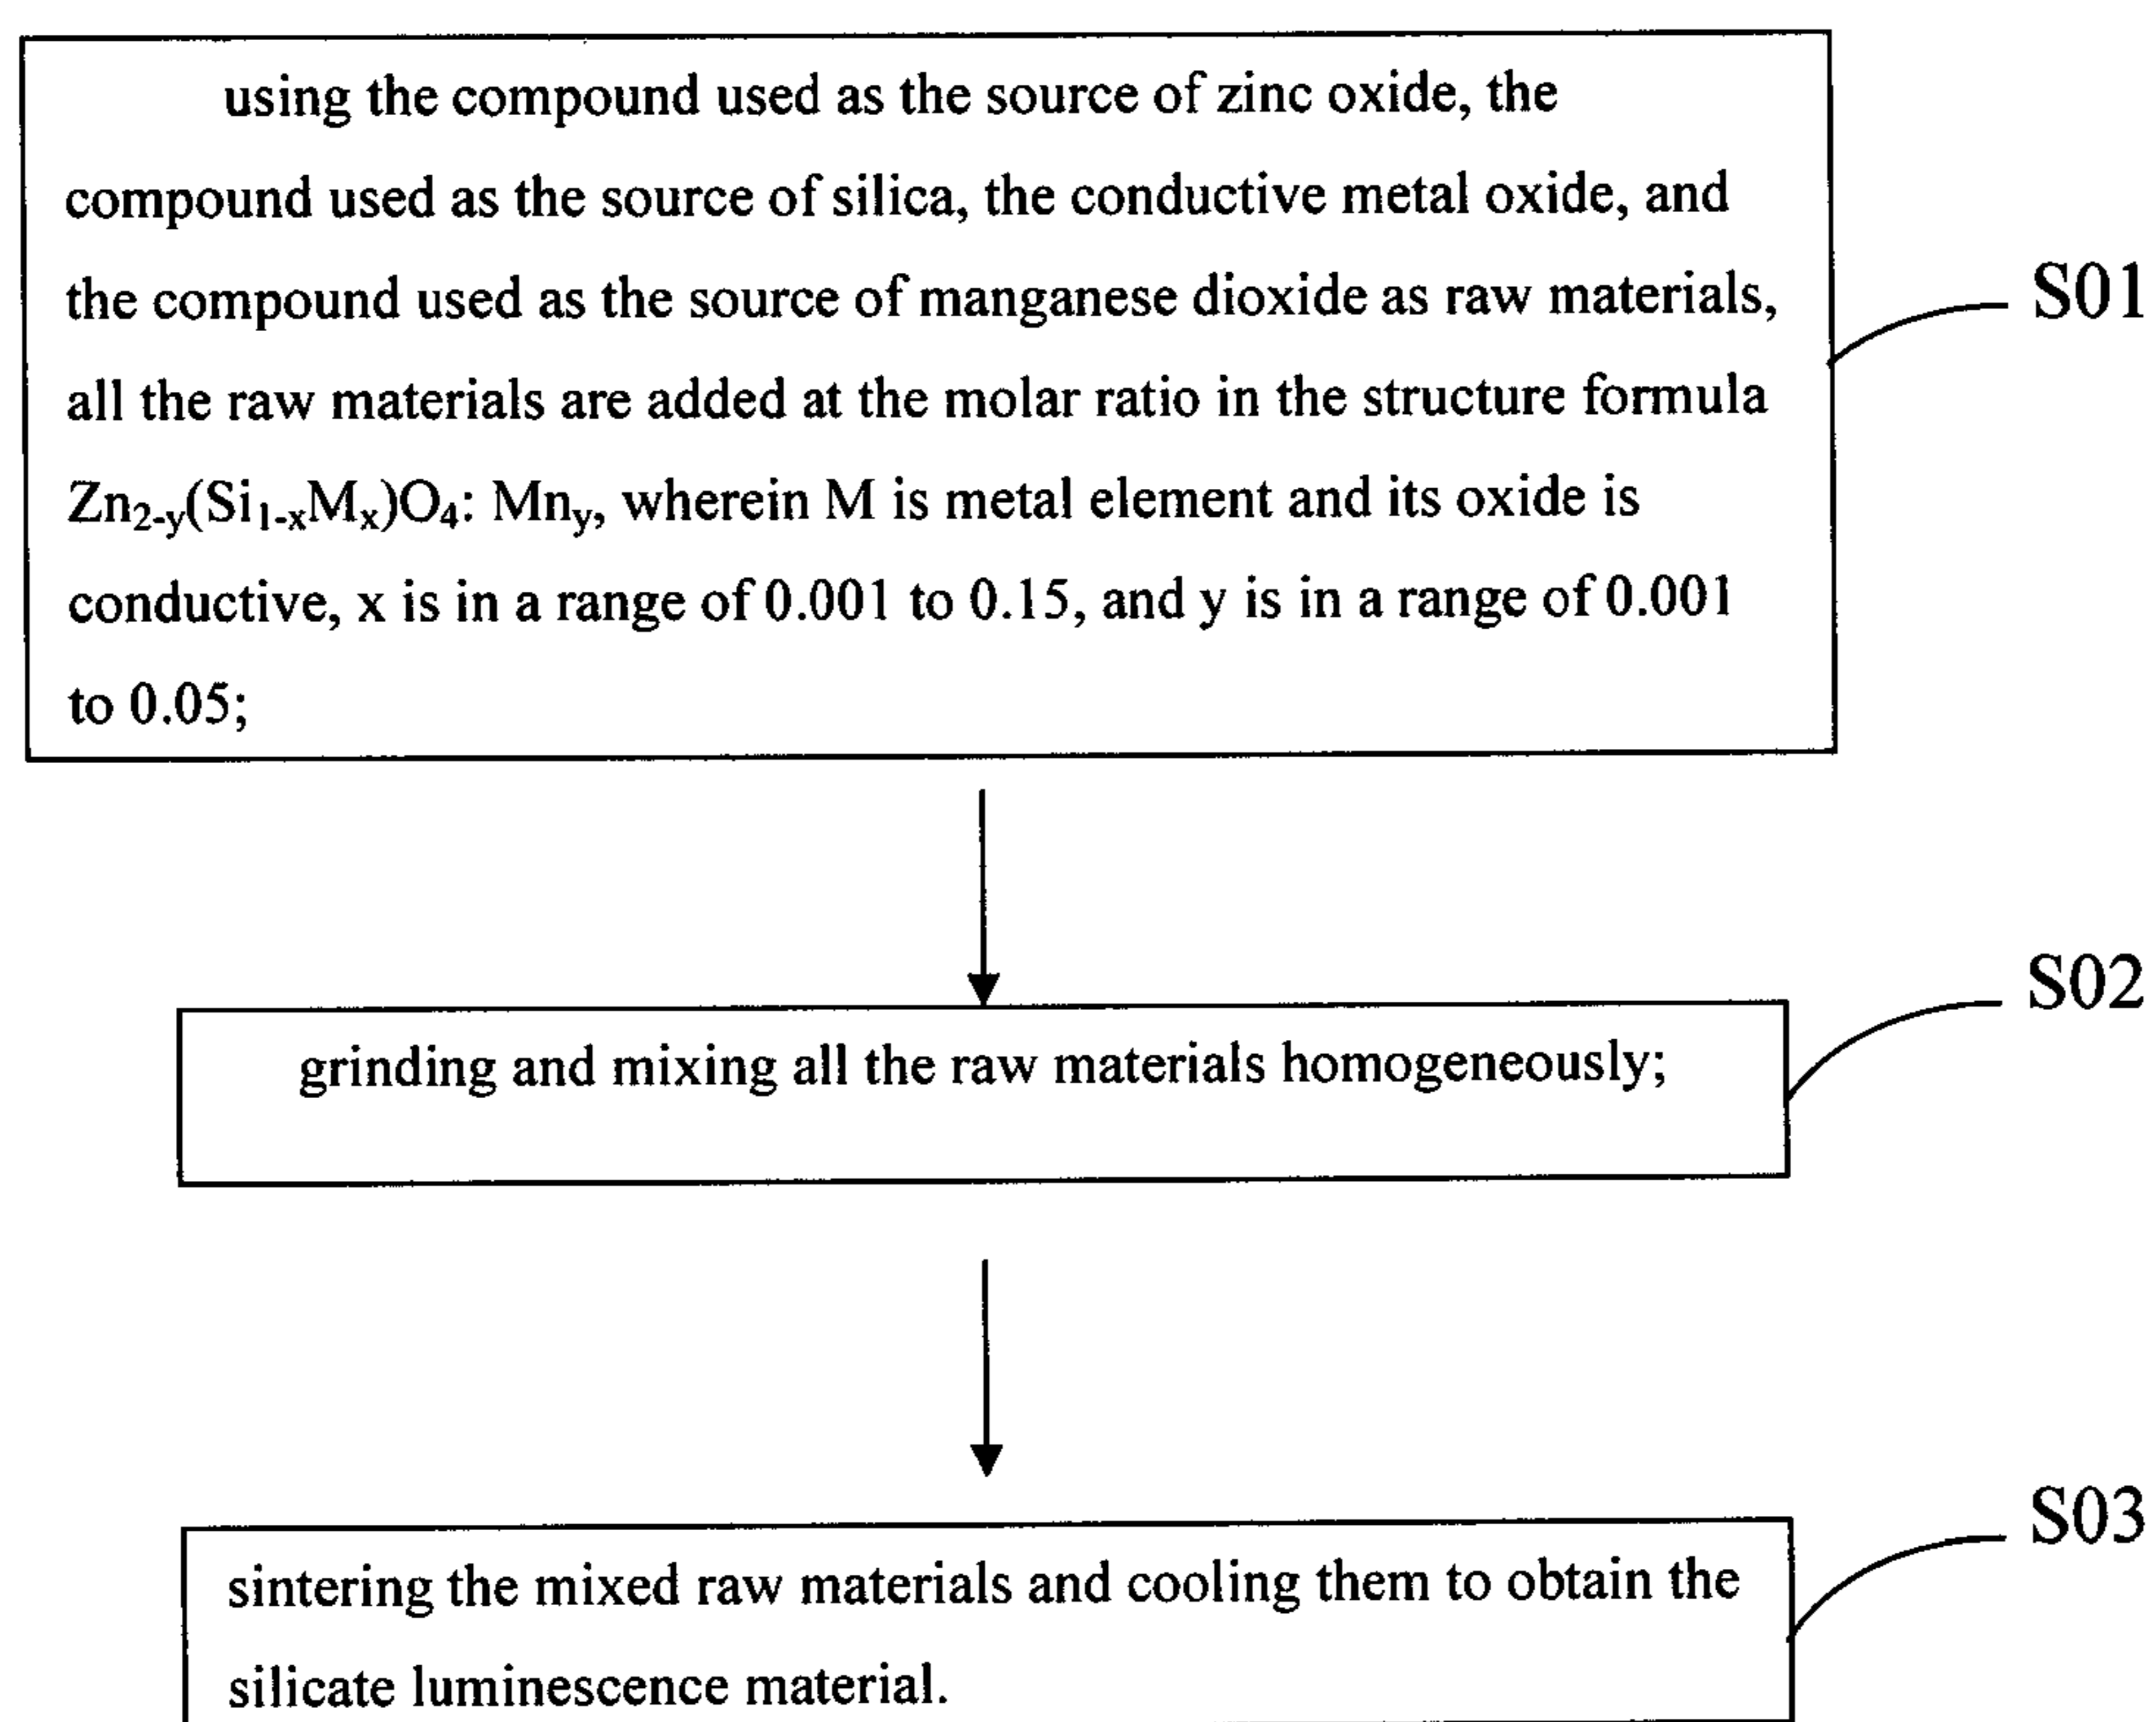 using the compound used as the source of zinc oxide, the
compound used as the source of silica, the conductive metal oxide, and
the compound used as the source of manganese dioxide as raw materials,
all the raw materials are added at the molar ratio in the structure formula
Zn₂₋y(Si₁₋ₓMₓ)O₄: Mny, wherein M is metal element and its oxide is
conductive, x is in a range of 0.001 to 0.15, and y is in a range of 0.001
to 0.05;
S01
S02
grinding and mixing all the raw materials homogeneously;
S03
sintering the mixed raw materials and cooling them to obtain the
silicate luminescence material.